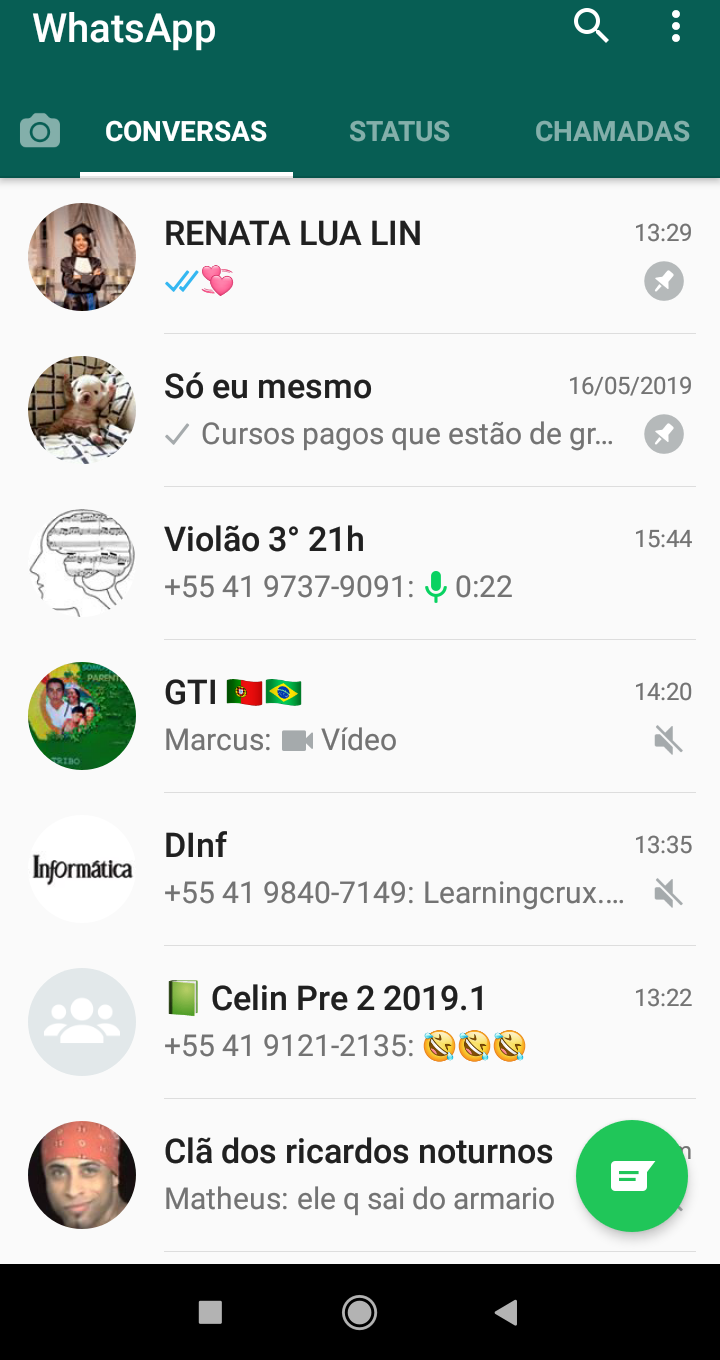 WhatsApp
CONVERSAS STATUS CHAMADAS
RENATA LUA LIN 13:29
💞
Só eu mesmo 16/05/2019
Cursos pagos que estão de gr...
Violão 3° 21h 15:44
+55 41 9737-9091: 0:22
GTI 🇵🇹🇧🇷 14:20
Marcus: Vídeo
DInf 13:35
Informática
+55 41 9840-7149: Learningcrux....
📗 Celin Pre 2 2019.1 13:22
+55 41 9121-2135: 🤣🤣🤣
Clã dos ricardos noturnos
Matheus: ele q sai do armario